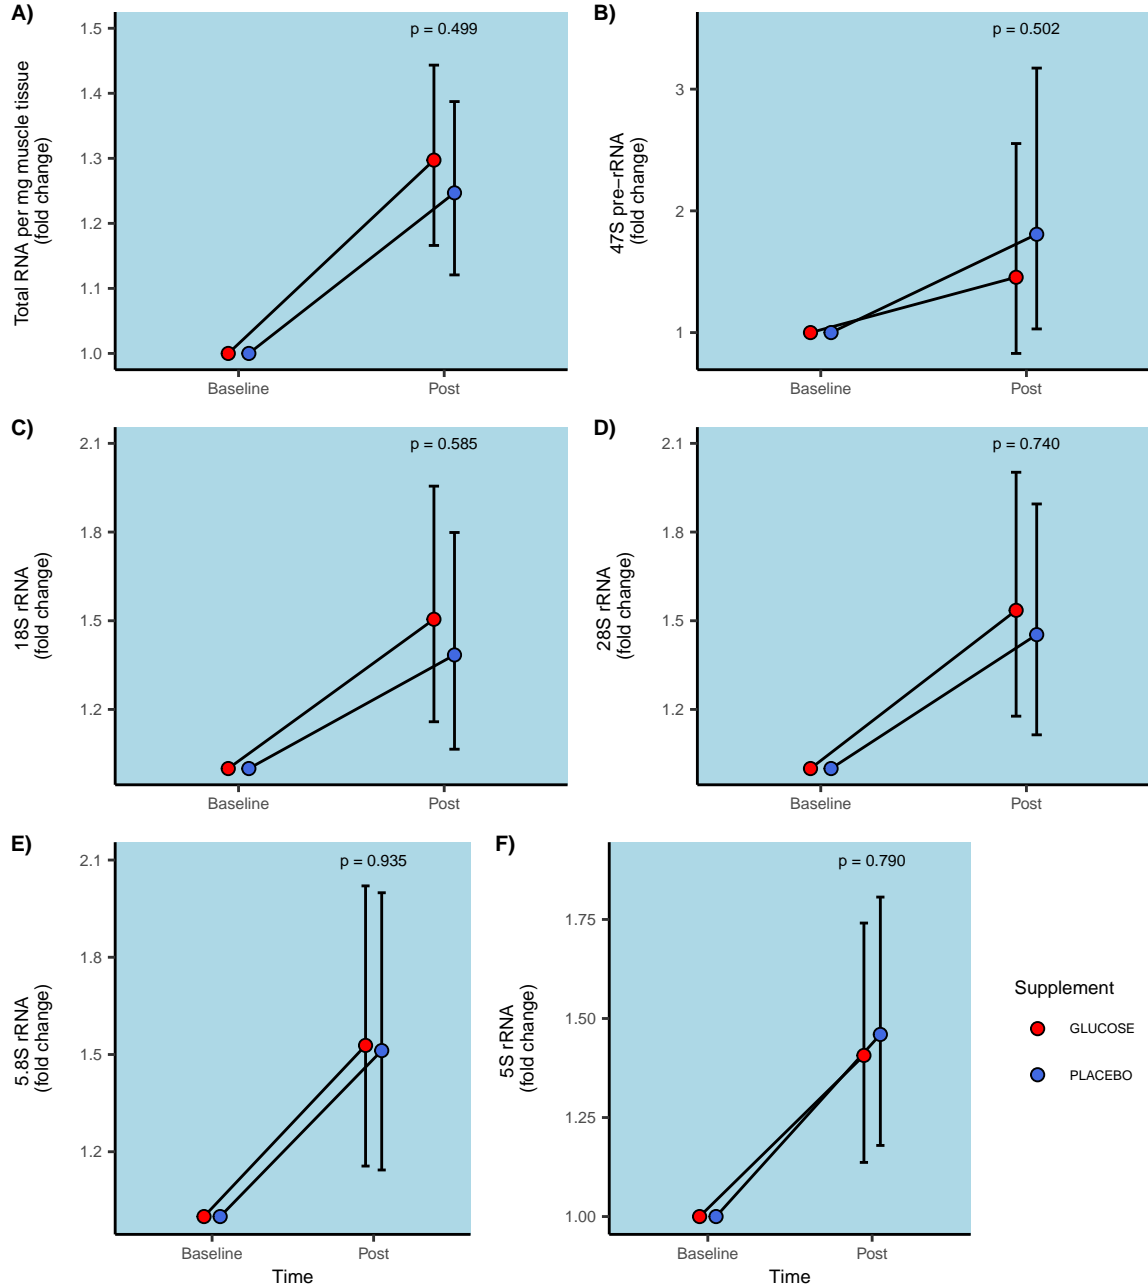 A)
Total RNA per mg muscle tissue
(fold change)
1.5
1.4
1.3
1.2
1.1
1.0
p = 0.499
Baseline
Post
B)
47S pre−rRNA
(fold change)
3
2
1
p = 0.502
Baseline
Post
C)
18S rRNA
(fold change)
2.1
1.8
1.5
1.2
p = 0.585
Baseline
Post
D)
28S rRNA
(fold change)
2.1
1.8
1.5
1.2
p = 0.740
Baseline
Post
E)
5.8S rRNA
(fold change)
2.1
1.8
1.5
1.2
p = 0.935
Baseline
Post
Time
F)
5S rRNA
(fold change)
1.75
1.50
1.25
1.00
p = 0.790
Baseline
Post
Time
Supplement
GLUCOSE
PLACEBO